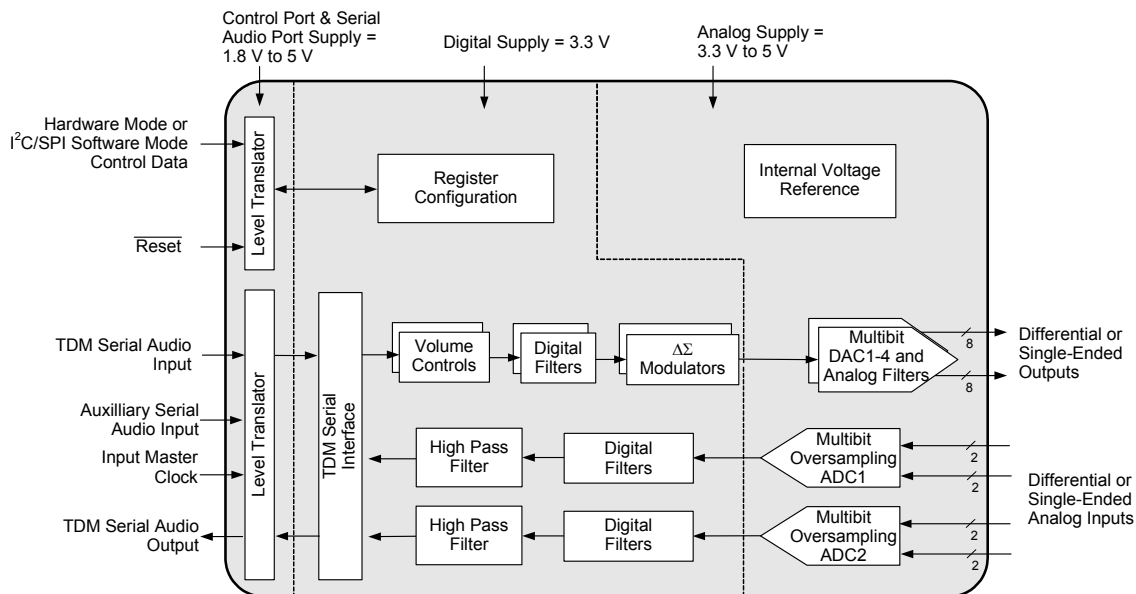 Control Port & Serial
Audio Port Supply =
1.8 V to 5 V
Digital Supply = 3.3 V
Analog Supply =
3.3 V to 5 V
Hardware Mode or
I²C/SPI Software Mode
Control Data
Reset
Level Translator
Register
Configuration
Internal Voltage
Reference
TDM Serial Audio
Input
Auxilliary Serial
Audio Input
Input Master
Clock
TDM Serial Audio
Output
Level Translator
TDM Serial
Interface
Volume
Controls
Digital
Filters
ΔΣ
Modulators
Multibit
DAC1-4 and
Analog Filters
8
8
Differential or
Single-Ended
Outputs
High Pass
Filter
Digital
Filters
Multibit
Oversampling
ADC1
2
2
Differential or
Single-Ended
Analog Inputs
High Pass
Filter
Digital
Filters
Multibit
Oversampling
ADC2
2
2